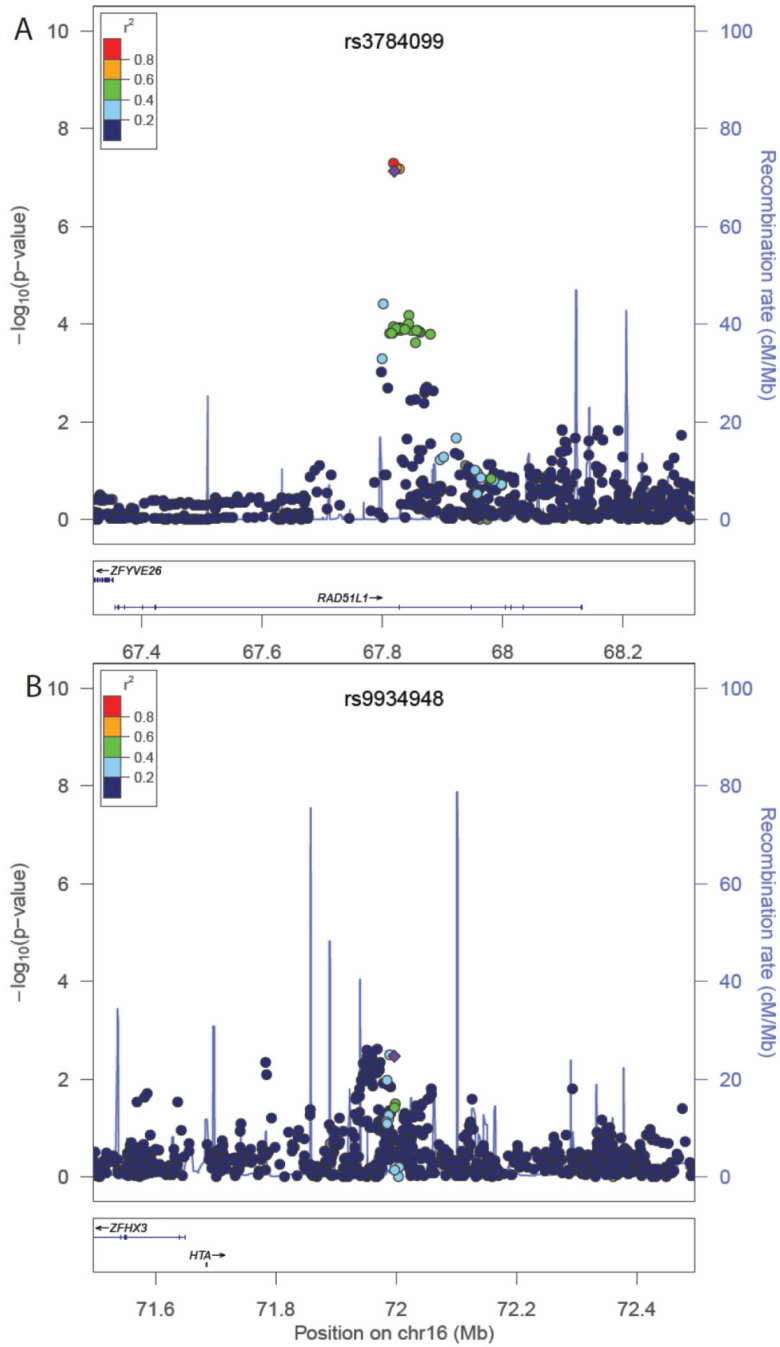 A
rs3784099
r²
0.8
0.6
0.4
0.2
10
8
6
4
2
0
−log10(p−value)
100
80
60
40
20
0
Recombination rate (cM/Mb)
←ZFYVE26
RAD51L1→
67.4 67.6 67.8 68 68.2
B
rs9934948
r²
0.8
0.6
0.4
0.2
10
8
6
4
2
0
−log10(p−value)
100
80
60
40
20
0
Recombination rate (cM/Mb)
←ZFHX3
HTA→
71.6 71.8 72 72.2 72.4
Position on chr16 (Mb)